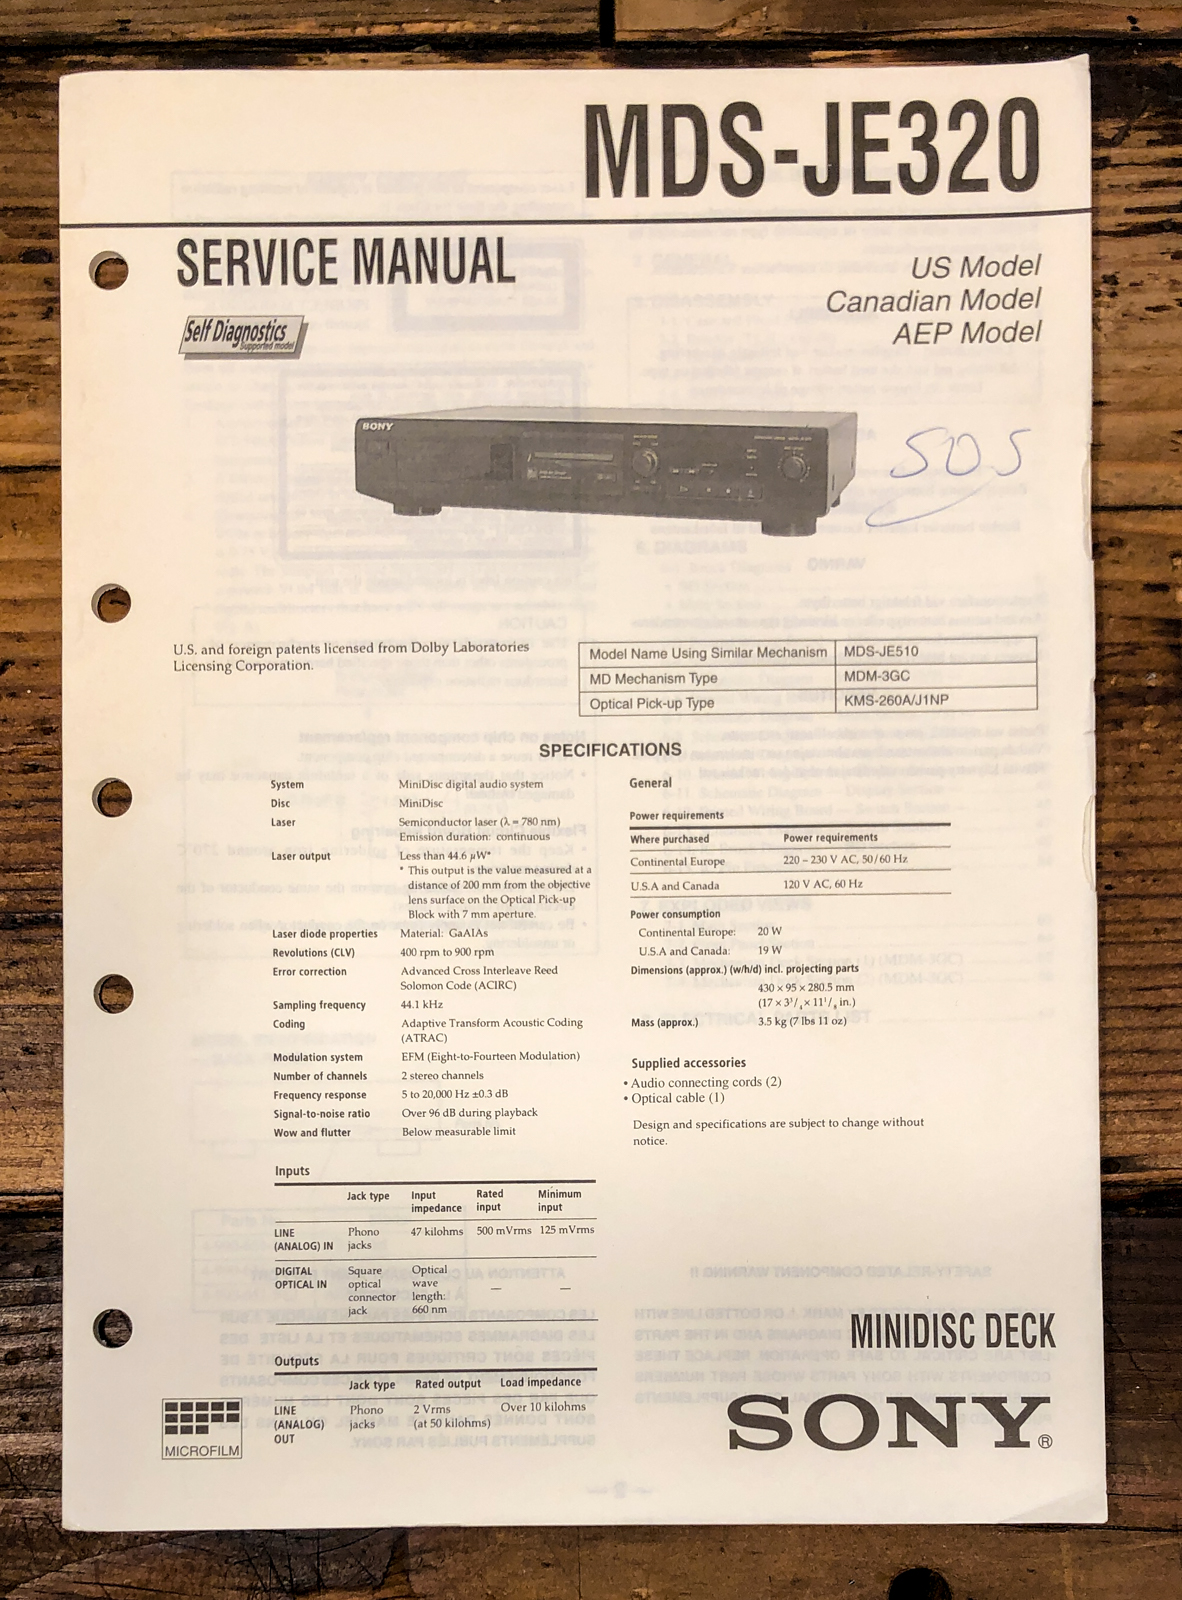 MDS-JE320
SERVICE MANUAL
Self Diagnostics
Supported model
US Model
Canadian Model
AEP Model
SONY
SOS
U.S. and foreign patents licensed from Dolby Laboratories
Licensing Corporation.
Model Name Using Similar Mechanism MDS-JE510
MD Mechanism Type MDM-3GC
Optical Pick-up Type KMS-260A/J1NP
SPECIFICATIONS
System MiniDisc digital audio system
Disc MiniDisc
Laser Semiconductor laser (λ = 780 nm)
Emission duration: continuous
Laser output Less than 44.6 µW*
* This output is the value measured at a
distance of 200 mm from the objective
lens surface on the Optical Pick-up
Block with 7 mm aperture.
Laser diode properties Material: GaAlAs
Revolutions (CLV) 400 rpm to 900 rpm
Error correction Advanced Cross Interleave Reed
Solomon Code (ACIRC)
Sampling frequency 44.1 kHz
Coding Adaptive Transform Acoustic Coding
(ATRAC)
Modulation system EFM (Eight-to-Fourteen Modulation)
Number of channels 2 stereo channels
Frequency response 5 to 20,000 Hz ±0.3 dB
Signal-to-noise ratio Over 96 dB during playback
Wow and flutter Below measurable limit
Inputs
Jack type Input Rated Minimum
impedance input input
LINE Phono 47 kilohms 500 mVrms 125 mVrms
(ANALOG) IN jacks
DIGITAL Square Optical
OPTICAL IN optical wave — —
connector length:
jack 660 nm
Outputs
Jack type Rated output Load impedance
LINE Phono 2 Vrms Over 10 kilohms
(ANALOG) jacks (at 50 kilohms)
OUT
General
Power requirements
Where purchased Power requirements
Continental Europe 220 – 230 V AC, 50/60 Hz
U.S.A and Canada 120 V AC, 60 Hz
Power consumption
Continental Europe: 20 W
U.S.A and Canada: 19 W
Dimensions (approx.) (w/h/d) incl. projecting parts
430 × 95 × 280.5 mm
(17 × 3³/₄ × 11¹/₈ in.)
Mass (approx.) 3.5 kg (7 lbs 11 oz)
Supplied accessories
• Audio connecting cords (2)
• Optical cable (1)
Design and specifications are subject to change without
notice.
MICROFILM
MINIDISC DECK
SONY®